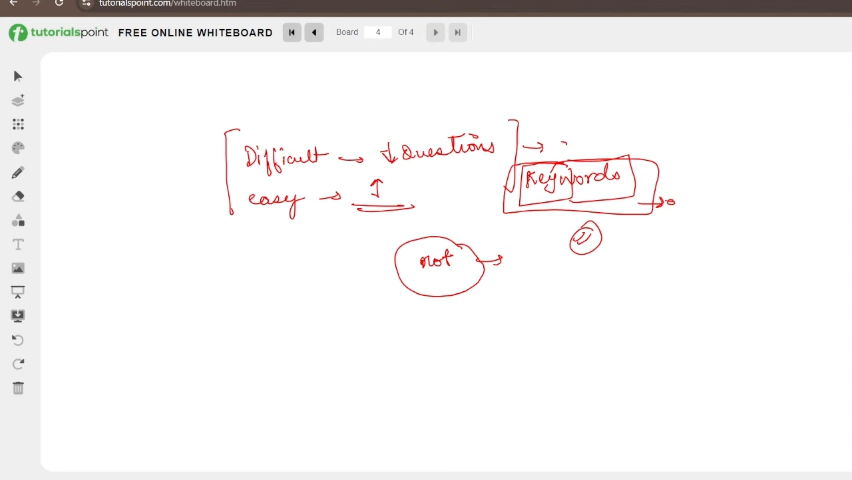 tutorialspoint.com/whiteboard.htm
tutorialspoint FREE ONLINE WHITEBOARD Board 4 Of 4
Difficult → ↓ Questions →
Keywords →
easy → ↑
not →